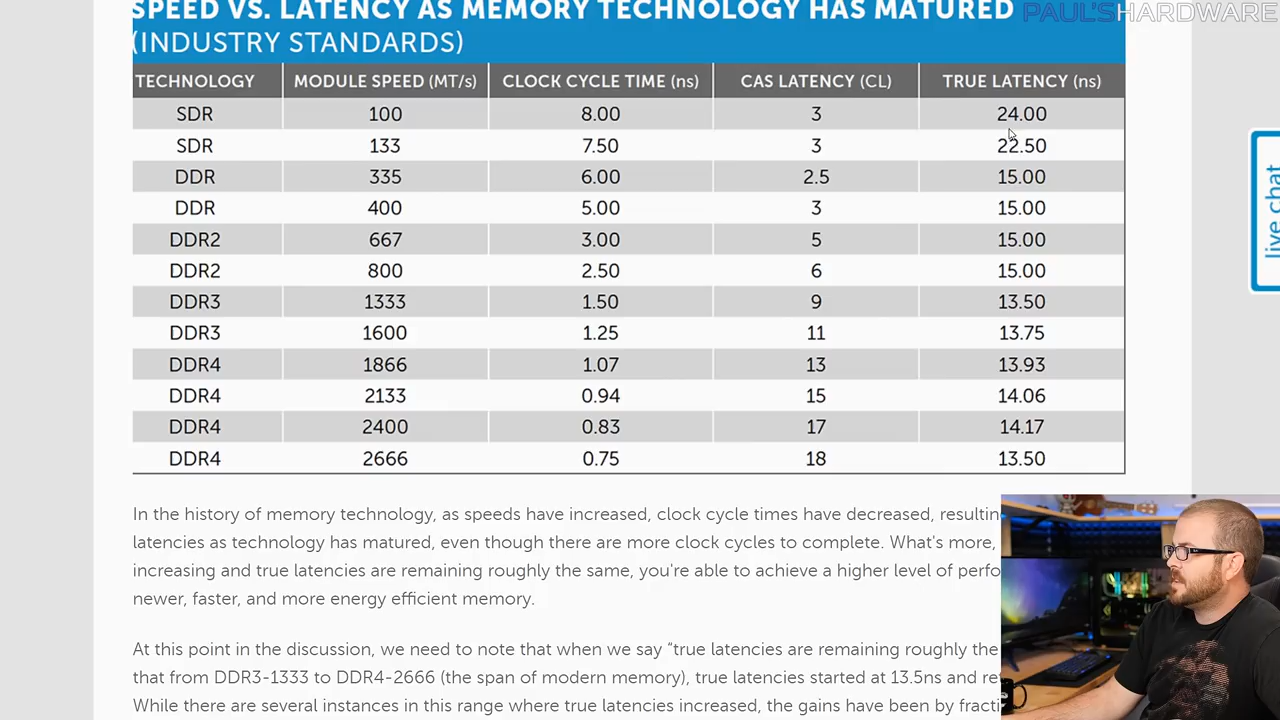 SPEED VS. LATENCY AS MEMORY TECHNOLOGY HAS MATURED
PAUL'SHARDWARE
(INDUSTRY STANDARDS)
TECHNOLOGY MODULE SPEED (MT/s) CLOCK CYCLE TIME (ns) CAS LATENCY (CL) TRUE LATENCY (ns)
SDR 100 8.00 3 24.00
SDR 133 7.50 3 22.50
DDR 335 6.00 2.5 15.00
DDR 400 5.00 3 15.00
DDR2 667 3.00 5 15.00
DDR2 800 2.50 6 15.00
DDR3 1333 1.50 9 13.50
DDR3 1600 1.25 11 13.75
DDR4 1866 1.07 13 13.93
DDR4 2133 0.94 15 14.06
DDR4 2400 0.83 17 14.17
DDR4 2666 0.75 18 13.50
live chat
In the history of memory technology, as speeds have increased, clock cycle times have decreased, resultin
latencies as technology has matured, even though there are more clock cycles to complete. What's more,
increasing and true latencies are remaining roughly the same, you're able to achieve a higher level of perfo
newer, faster, and more energy efficient memory.
At this point in the discussion, we need to note that when we say “true latencies are remaining roughly the
that from DDR3-1333 to DDR4-2666 (the span of modern memory), true latencies started at 13.5ns and re
While there are several instances in this range where true latencies increased, the gains have been by fracti